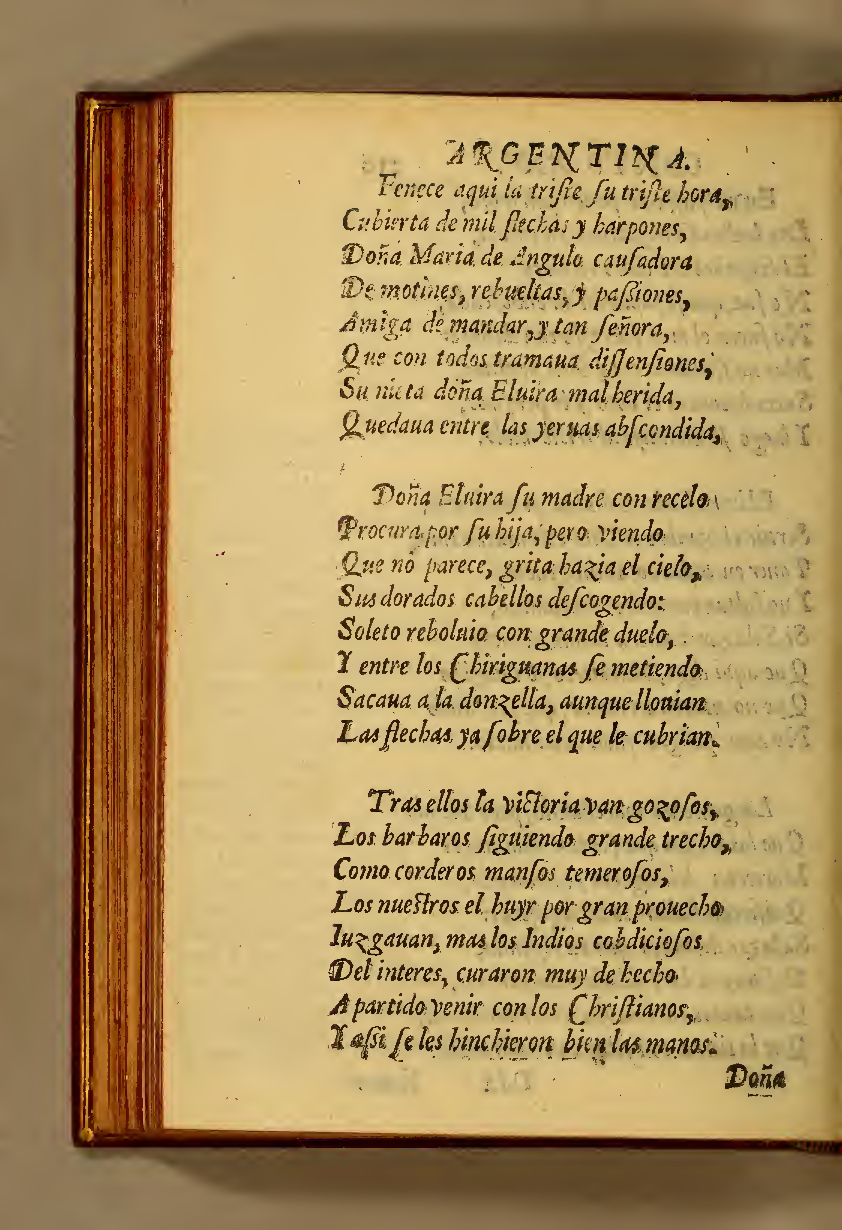 ARGENTINA.
Fenece aqui la triſte ſu triſte hora,
Cubierta de mil flechas y harpones,
Doña Maria de Angulo cauſadora
De motines, rebueltas, y paſsiones,
Amiga de mandar, y tan ſeñora,
Que con todos tramaua diſſenſiones,
Su nieta doña Eluira mal herida,
Quedaua entre las yeruas abſcondida,
Doña Eluira ſu madre con recelo
Procura por ſu hija, pero viendo
Que no parece, grita hazia el cielo,
Sus dorados cabellos deſcogendo:
Soleto reboluio con grande duelo,
Y entre los Chiriguanas ſe metiendo
Sacaua a la donzella, aunque llouian
Las flechas ya ſobre el que le cubrian.
Tras ellos la victoria van gozoſos,
Los barbaros ſiguiendo grande trecho,
Como corderos manſos temeroſos,
Los nueſtros el huyr por gran prouecho
Iuzgauan, mas los Indios cobdicioſos
Del interes, curaron muy de hecho
A partido venir con los Chriſtianos,
Y aſsi ſe les hinchieron bien las manos.
Doña